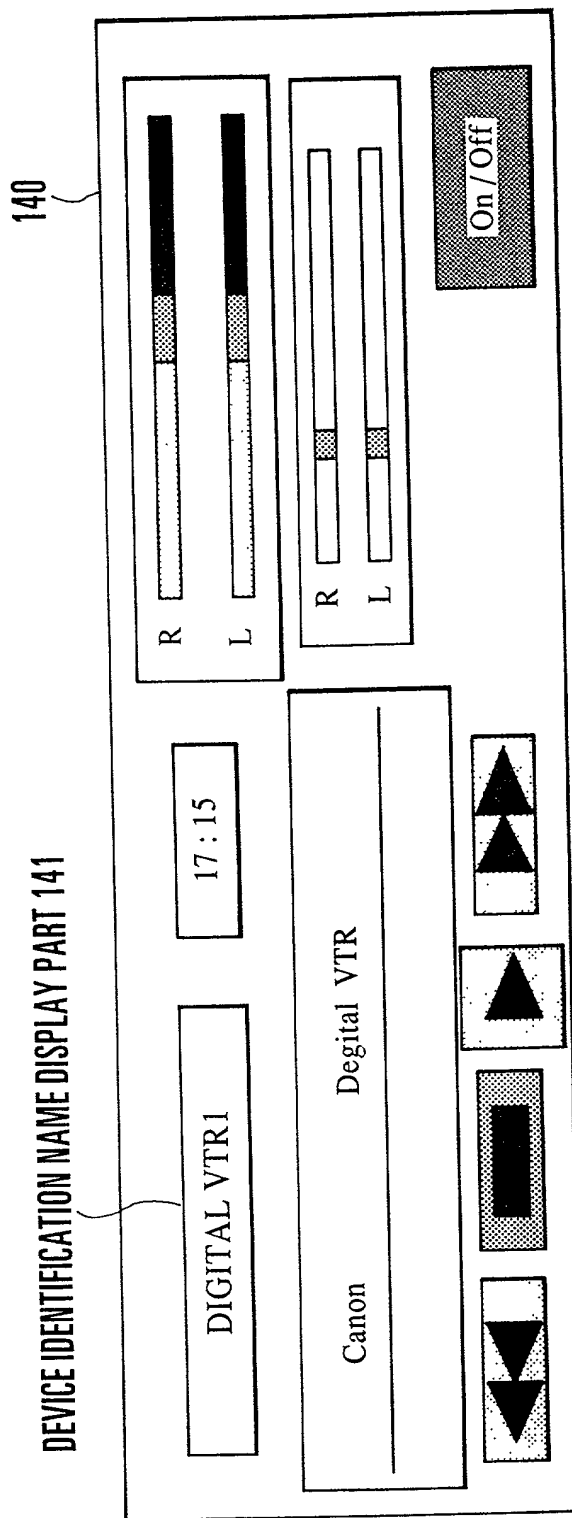 140
DEVICE IDENTIFICATION NAME DISPLAY PART 141
DIGITAL VTR1
17 : 15
R
L
Canon Degital VTR
R
L
On / Off